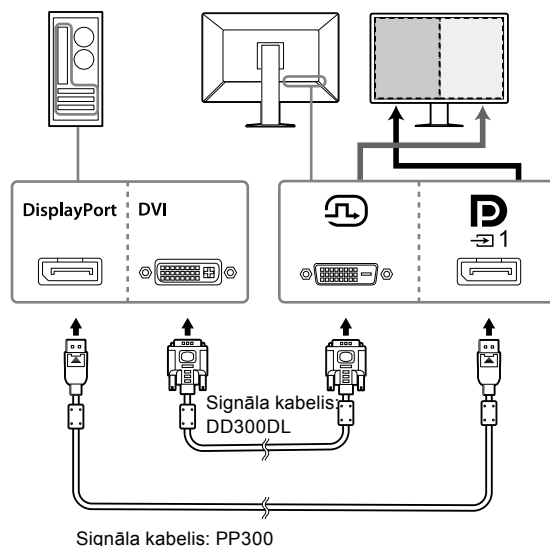 DisplayPort DVI
1
Signāla kabelis:
DD300DL
Signāla kabelis: PP300